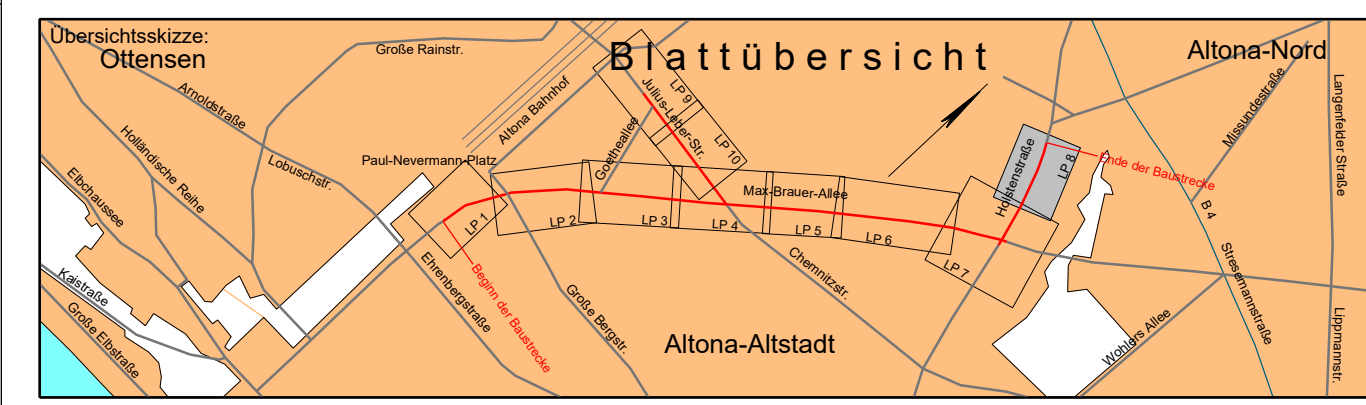 Übersichtsskizze:
Ottensen
Blattübersicht
Altona-Nord
Große Rainstr.
Arnoldstraße
Altona Bahnhof
Julius-Leber-Str.
LP 9
LP 10
Goetheallee
Holländische Reihe
Lobuschstr.
Paul-Nevermann-Platz
Elbchaussee
Kaistraße
Große Elbstraße
Ehrenbergstraße
Beginn der Baustrecke
Große Bergstr.
LP 1
LP 2
LP 3
LP 4
LP 5
LP 6
LP 7
LP 8
Max-Brauer-Allee
Chemnitzstr.
Holstenstraße
Ende der Baustrecke
Altona-Altstadt
Wohlers Allee
B 4
Stresemannstraße
Missundestraße
Langenfelder Straße
Lippmannstr.